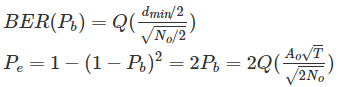 BER(P_b) = Q(\frac{d_{min}/2}{\sqrt{N_o/2}})
P_e = 1 − (1 − P_b)^2 = 2P_b = 2Q(\frac{A_o\sqrt{T}}{\sqrt{2N_o}})